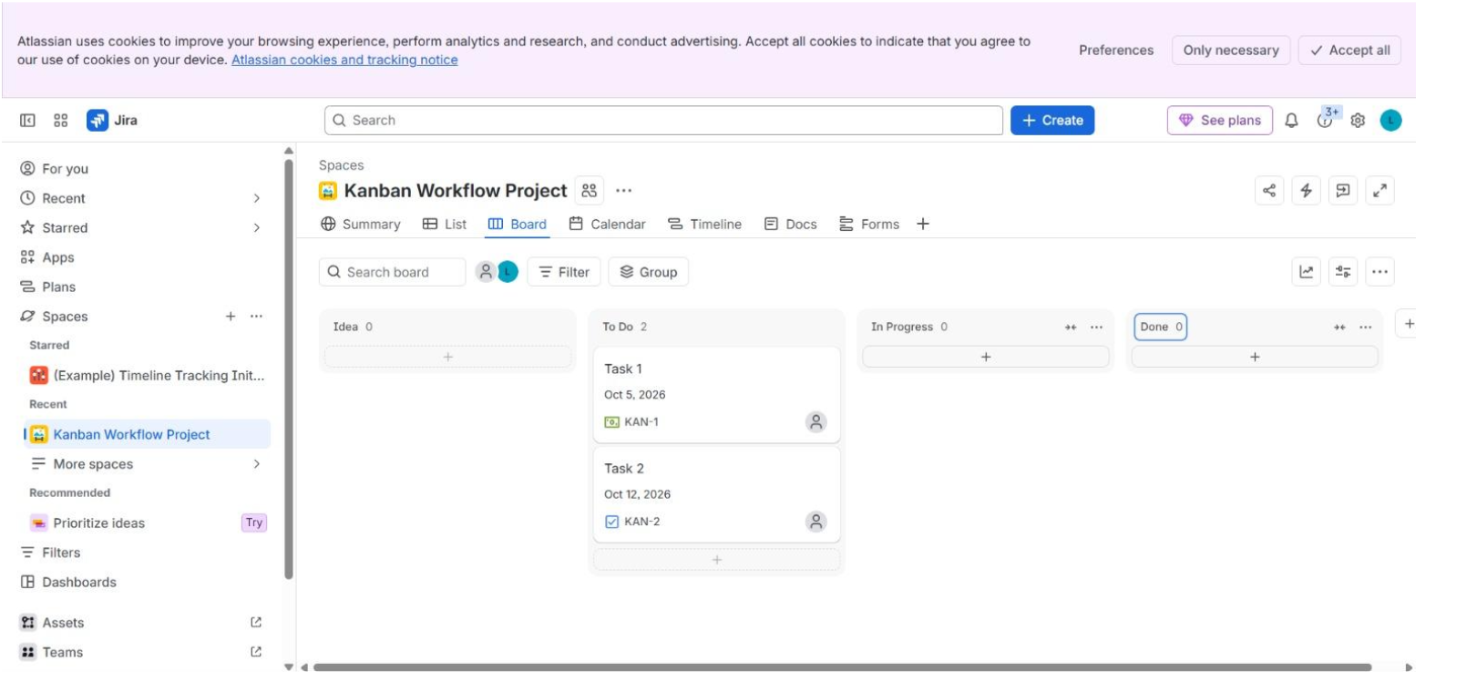 Atlassian uses cookies to improve your browsing experience, perform analytics and research, and conduct advertising. Accept all cookies to indicate that you agree to
our use of cookies on your device. Atlassian cookies and tracking notice
Preferences
Only necessary
Accept all
Jira
Search
Create
See plans
3+
L
For you
Recent
Starred
Apps
Plans
Spaces
Starred
(Example) Timeline Tracking Init...
Recent
Kanban Workflow Project
More spaces
Recommended
Prioritize ideas Try
Filters
Dashboards
Assets
Teams
Spaces
Kanban Workflow Project
Summary List Board Calendar Timeline Docs Forms
Search board
L
Filter
Group
Idea 0
To Do 2
Task 1
Oct 5, 2026
KAN-1
Task 2
Oct 12, 2026
KAN-2
In Progress 0
Done 0